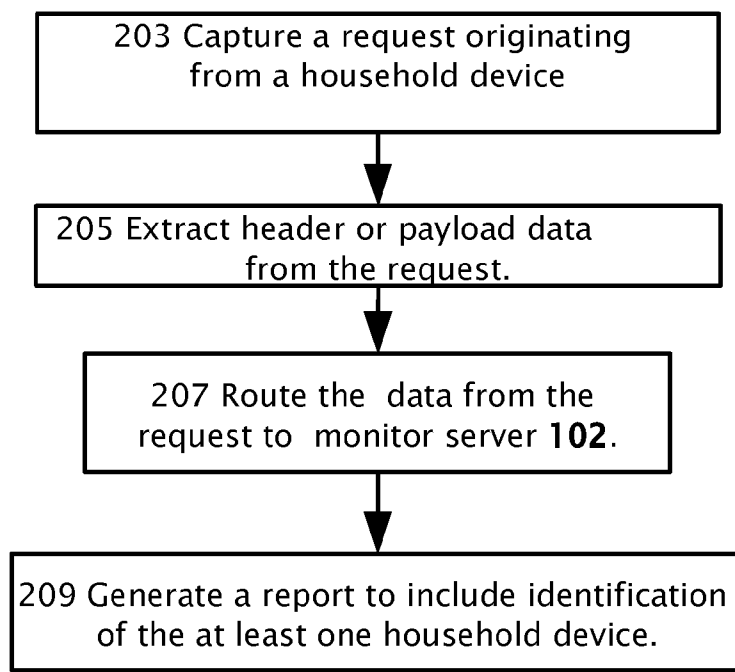 203 Capture a request originating
from a household device
205 Extract header or payload data
from the request.
207 Route the data from the
request to monitor server 102.
209 Generate a report to include identification
of the at least one household device.